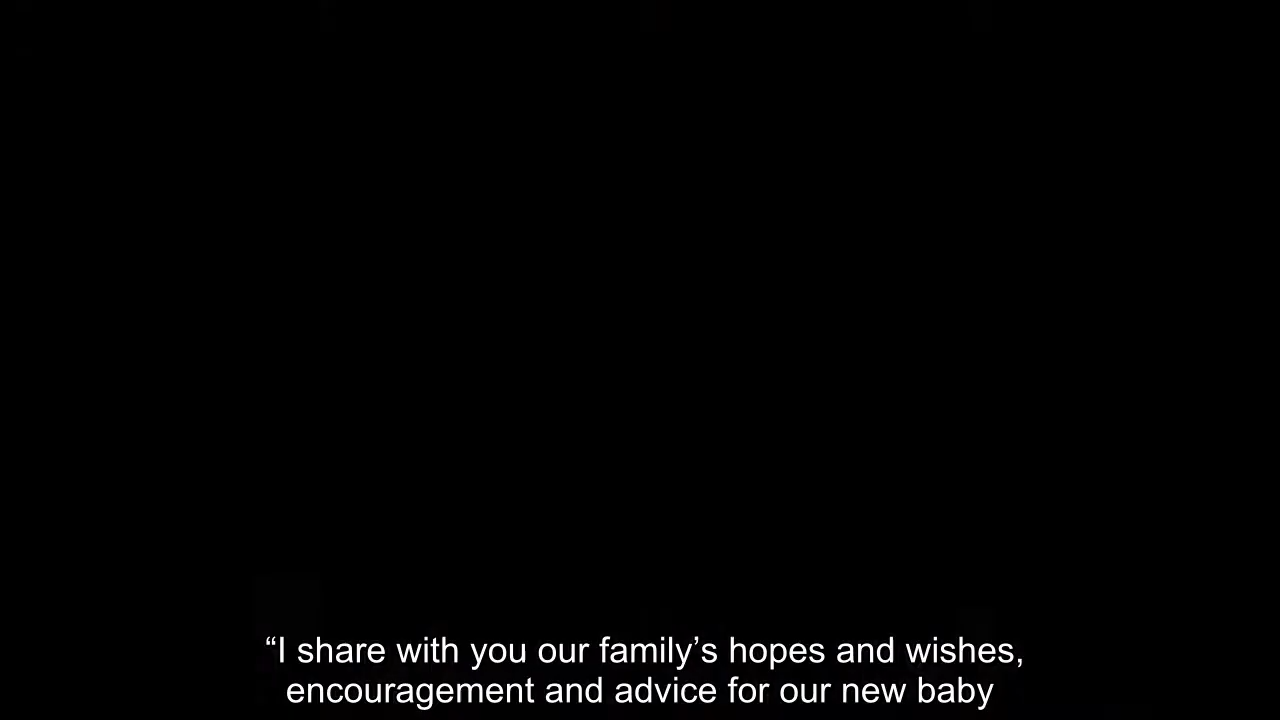 “I share with you our family’s hopes and wishes,
encouragement and advice for our new baby